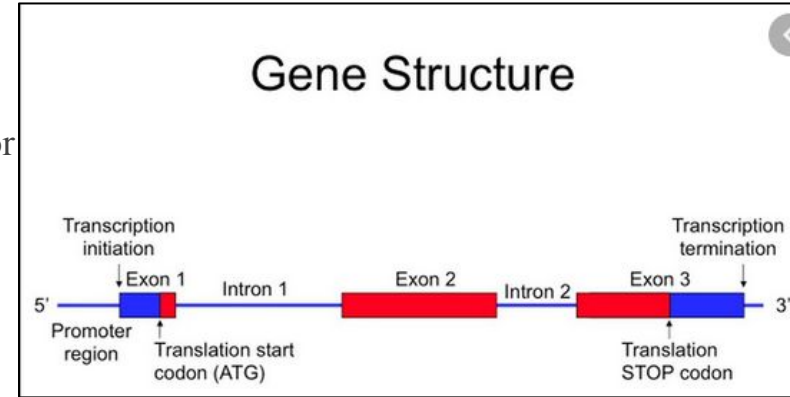 Gene Structure
or
Transcription
initiation
Transcription
termination
Exon 1
Intron 1
Exon 2
Intron 2
Exon 3
5'
3'
Promoter
region
Translation start
codon (ATG)
Translation
STOP codon